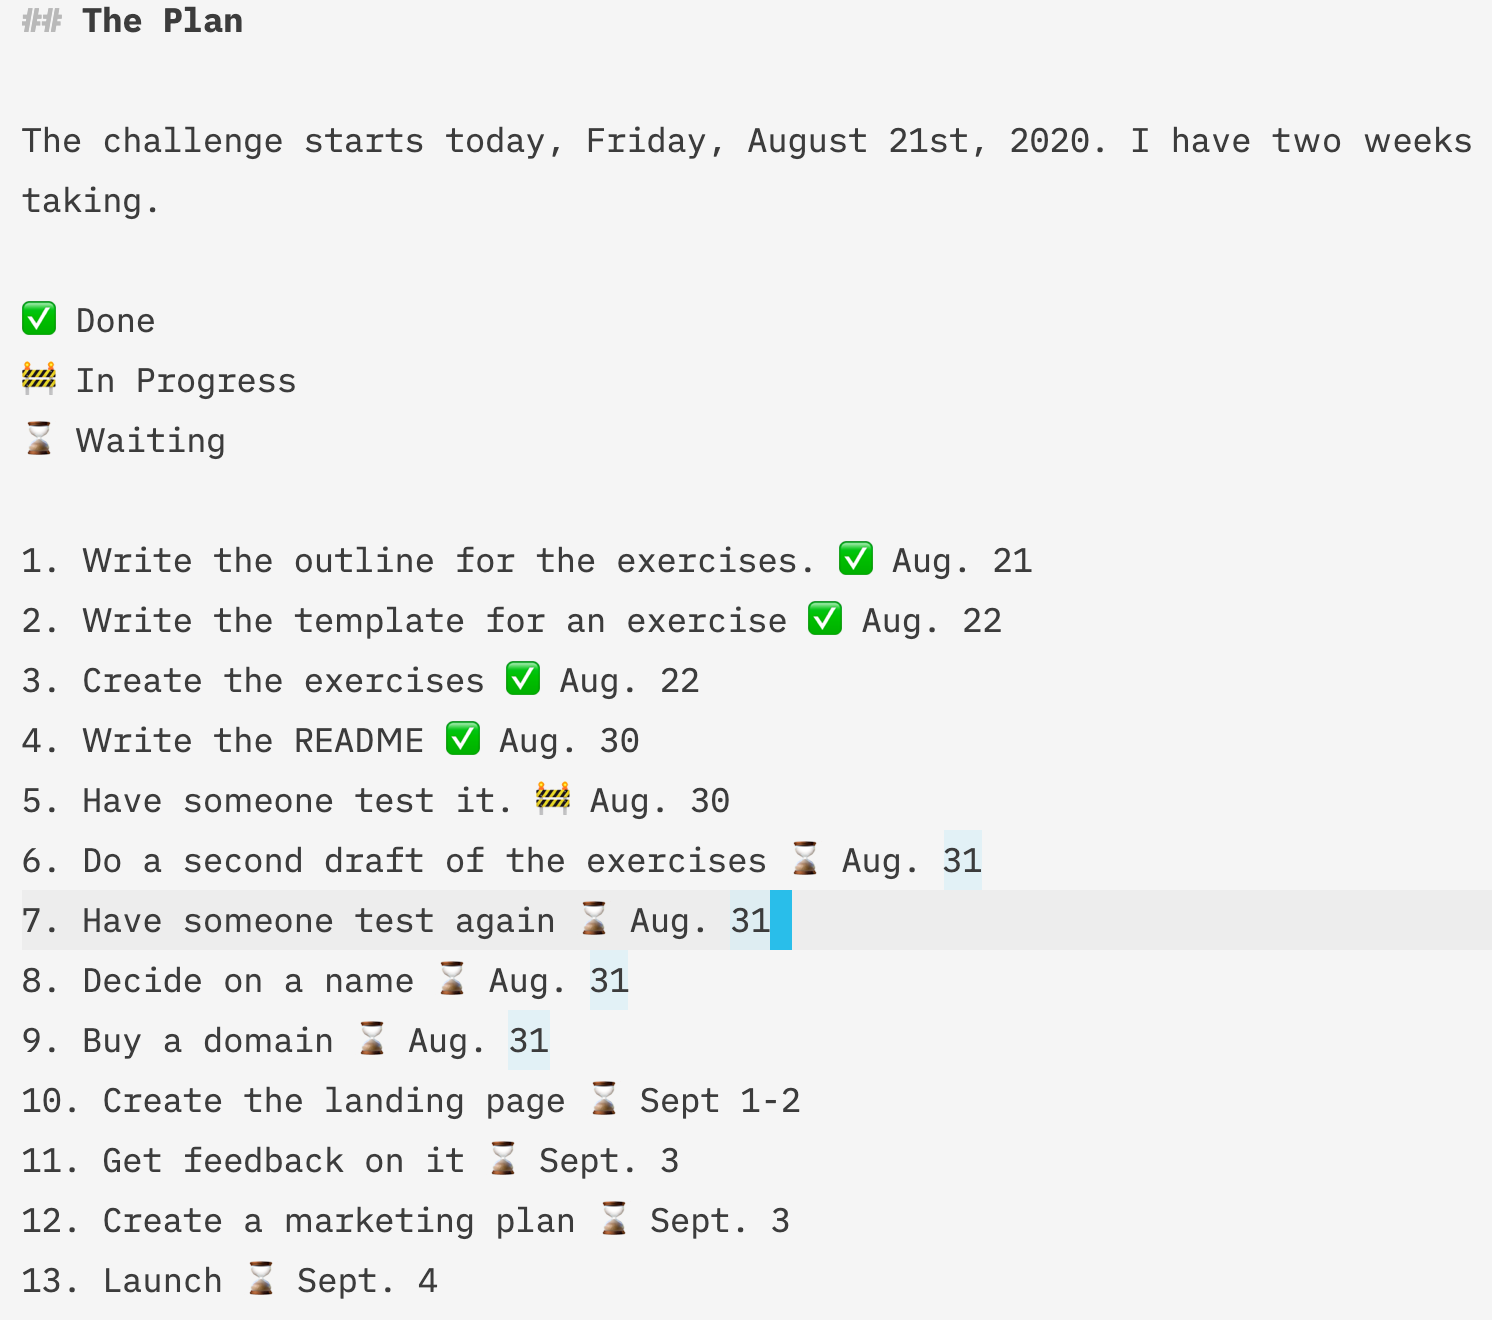 ## The Plan
The challenge starts today, Friday, August 21st, 2020. I have two weeks
taking.
✅ Done
🚧 In Progress
⏳ Waiting
1. Write the outline for the exercises. ✅ Aug. 21
2. Write the template for an exercise ✅ Aug. 22
3. Create the exercises ✅ Aug. 22
4. Write the README ✅ Aug. 30
5. Have someone test it. 🚧 Aug. 30
6. Do a second draft of the exercises ⏳ Aug. 31
7. Have someone test again ⏳ Aug. 31
8. Decide on a name ⏳ Aug. 31
9. Buy a domain ⏳ Aug. 31
10. Create the landing page ⏳ Sept 1-2
11. Get feedback on it ⏳ Sept. 3
12. Create a marketing plan ⏳ Sept. 3
13. Launch ⏳ Sept. 4